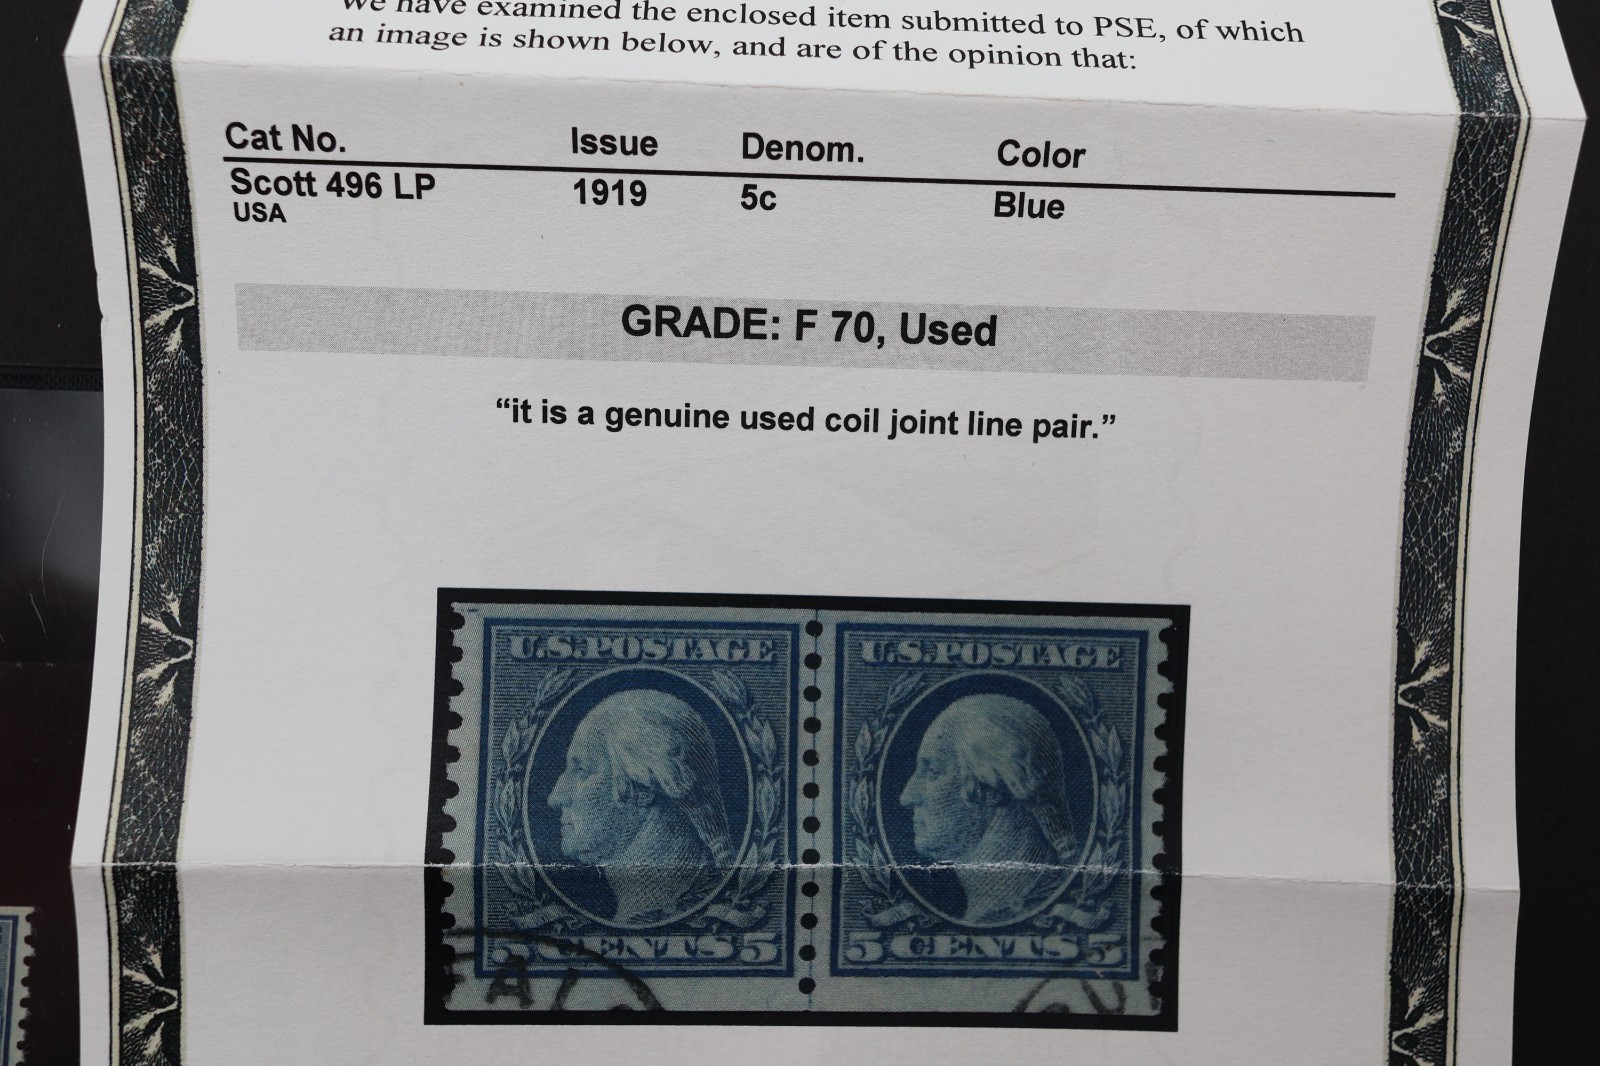 We have examined the enclosed item submitted to PSE, of which
an image is shown below, and are of the opinion that:
Cat No. Issue Denom. Color
Scott 496 LP 1919 5c Blue
USA
GRADE: F 70, Used
“it is a genuine used coil joint line pair.”
U.S.POSTAGE U.S.POSTAGE
5 CENTS 5 5 CENTS 5